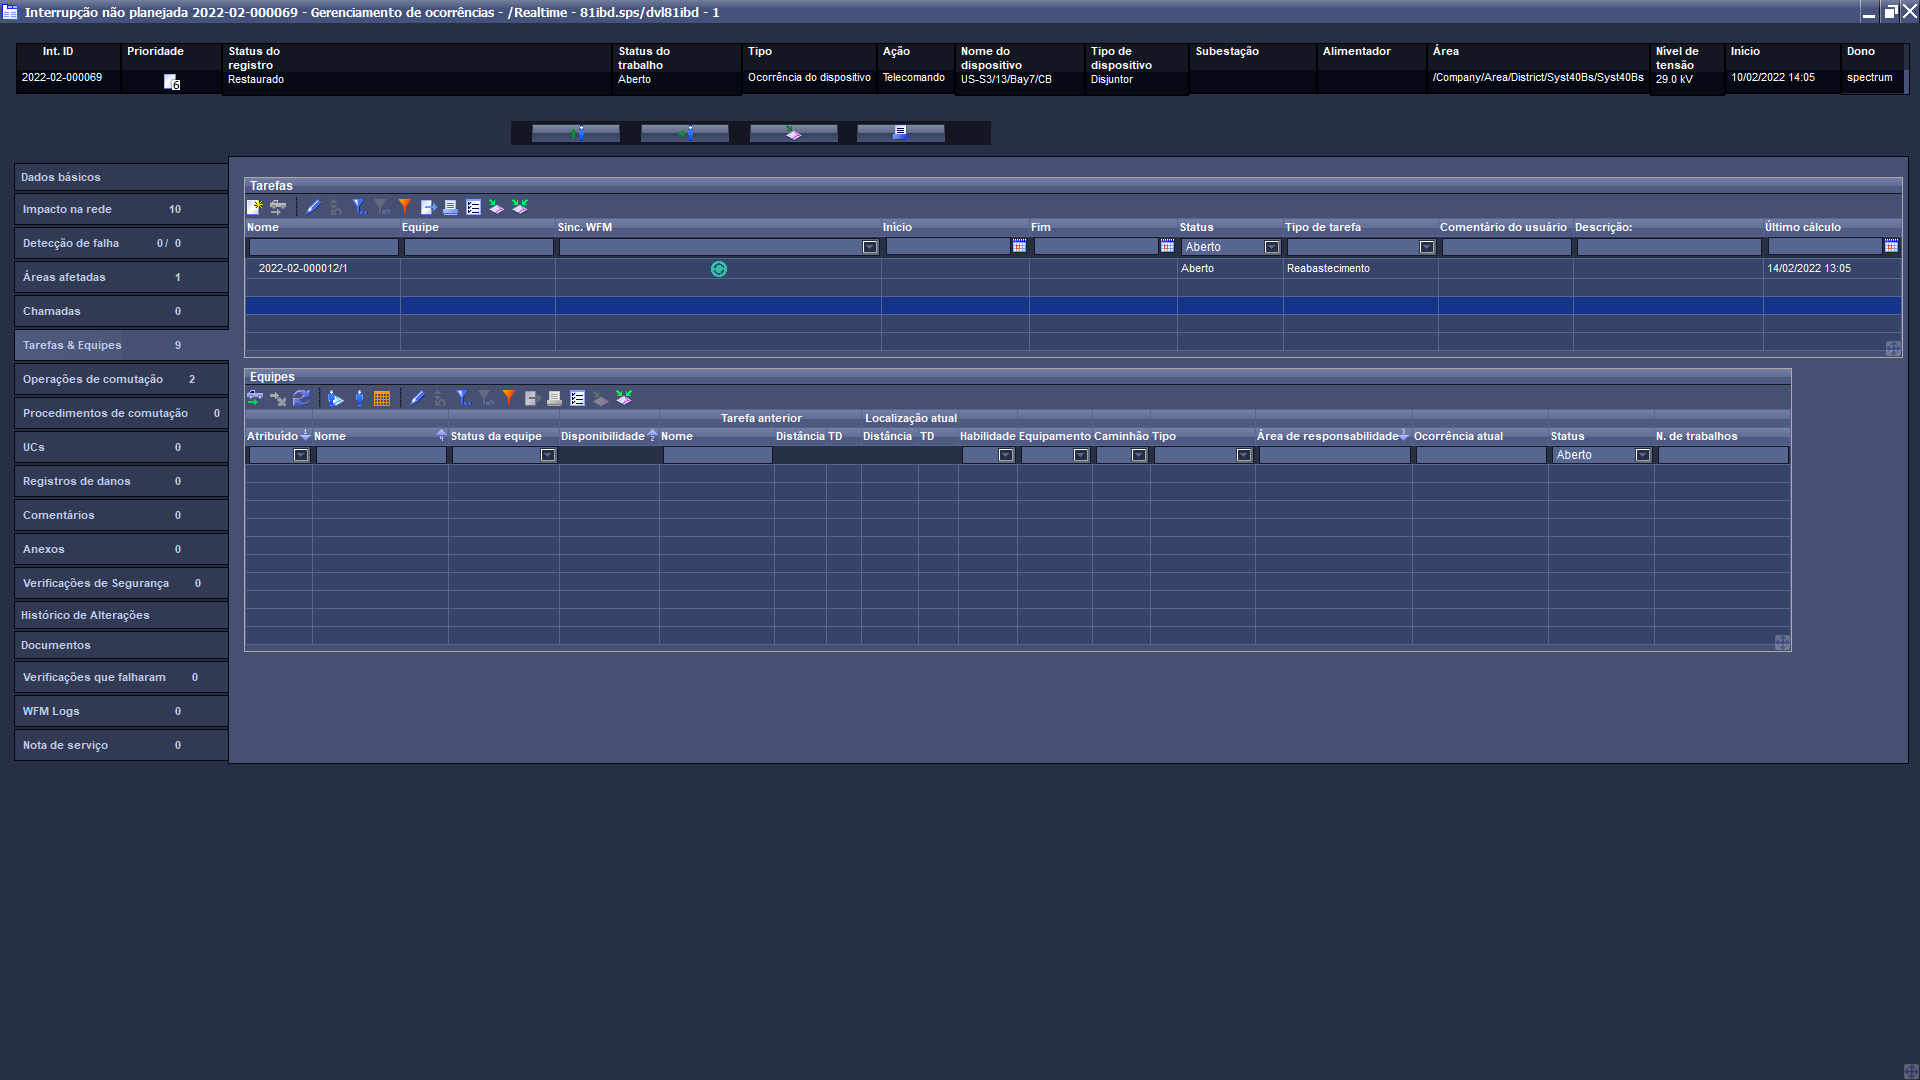 Interrupção não planejada 2022-02-000069 - Gerenciamento de ocorrências - /Realtime - 81ibd.sps/dvl81ibd - 1
Int. ID Prioridade Status do registro Status do trabalho Tipo Ação Nome do dispositivo Tipo de dispositivo Subestação Alimentador Área Nível de tensão Início Dono
2022-02-000069 6 Restaurado Aberto Ocorrência do dispositivo Telecomando US-S3/13/Bay7/CB Disjuntor /Company/Area/District/Syst40Bs/Syst40Bs 29.0 kV 10/02/2022 14:05 spectrum
Dados básicos
Impacto na rede 10
Detecção de falha 0 / 0
Áreas afetadas 1
Chamadas 0
Tarefas & Equipes 9
Operações de comutação 2
Procedimentos de comutação 0
UCs 0
Registros de danos 0
Comentários 0
Anexos 0
Verificações de Segurança 0
Histórico de Alterações
Documentos
Verificações que falharam 0
WFM Logs 0
Nota de serviço 0
Tarefas
Nome Equipe Sinc. WFM Início Fim Status Tipo de tarefa Comentário do usuário Descrição: Último cálculo
Aberto
2022-02-000012/1 Aberto Reabastecimento 14/02/2022 13:05
Equipes
Tarefa anterior Localização atual
Atribuído 1 Nome 4 Status da equipe Disponibilidade 2 Nome Distância TD Distância TD Habilidade Equipamento Caminhão Tipo Área de responsabilidade 3 Ocorrência atual Status N. de trabalhos
Aberto